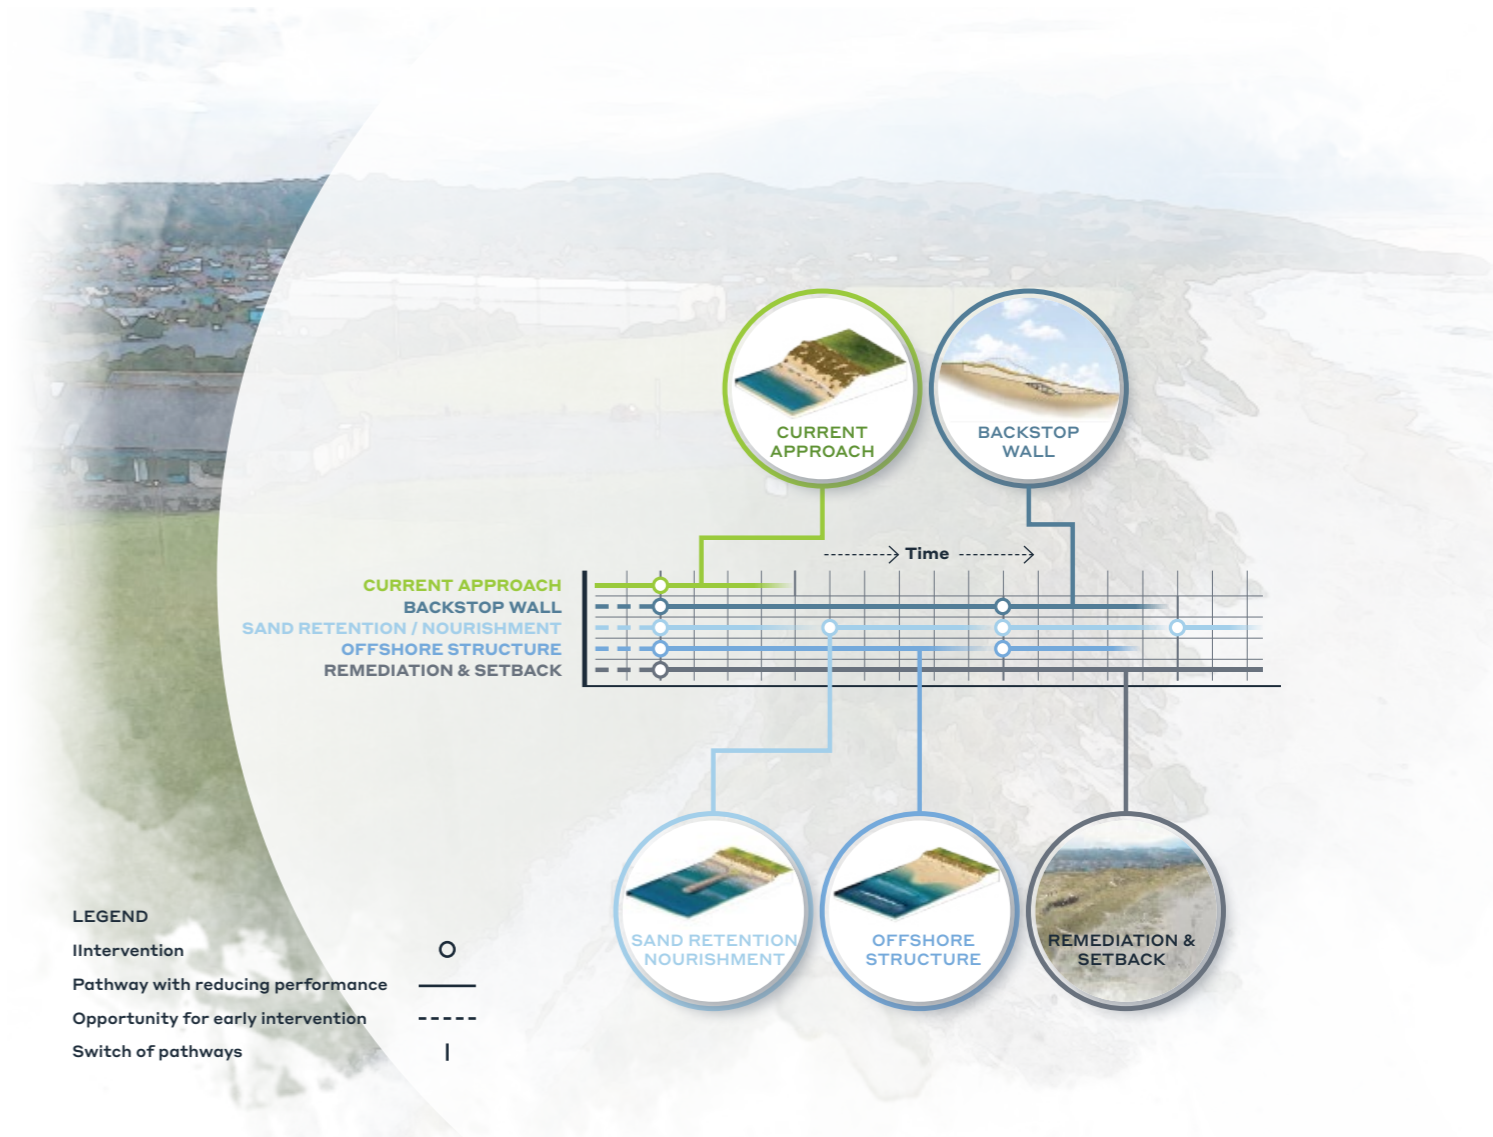 CURRENT
APPROACH
BACKSTOP
WALL
Time
CURRENT APPROACH
BACKSTOP WALL
SAND RETENTION / NOURISHMENT
OFFSHORE STRUCTURE
REMEDIATION & SETBACK
SAND RETENTION
NOURISHMENT
OFFSHORE
STRUCTURE
REMEDIATION &
SETBACK
LEGEND
IIntervention
Pathway with reducing performance
Opportunity for early intervention
Switch of pathways